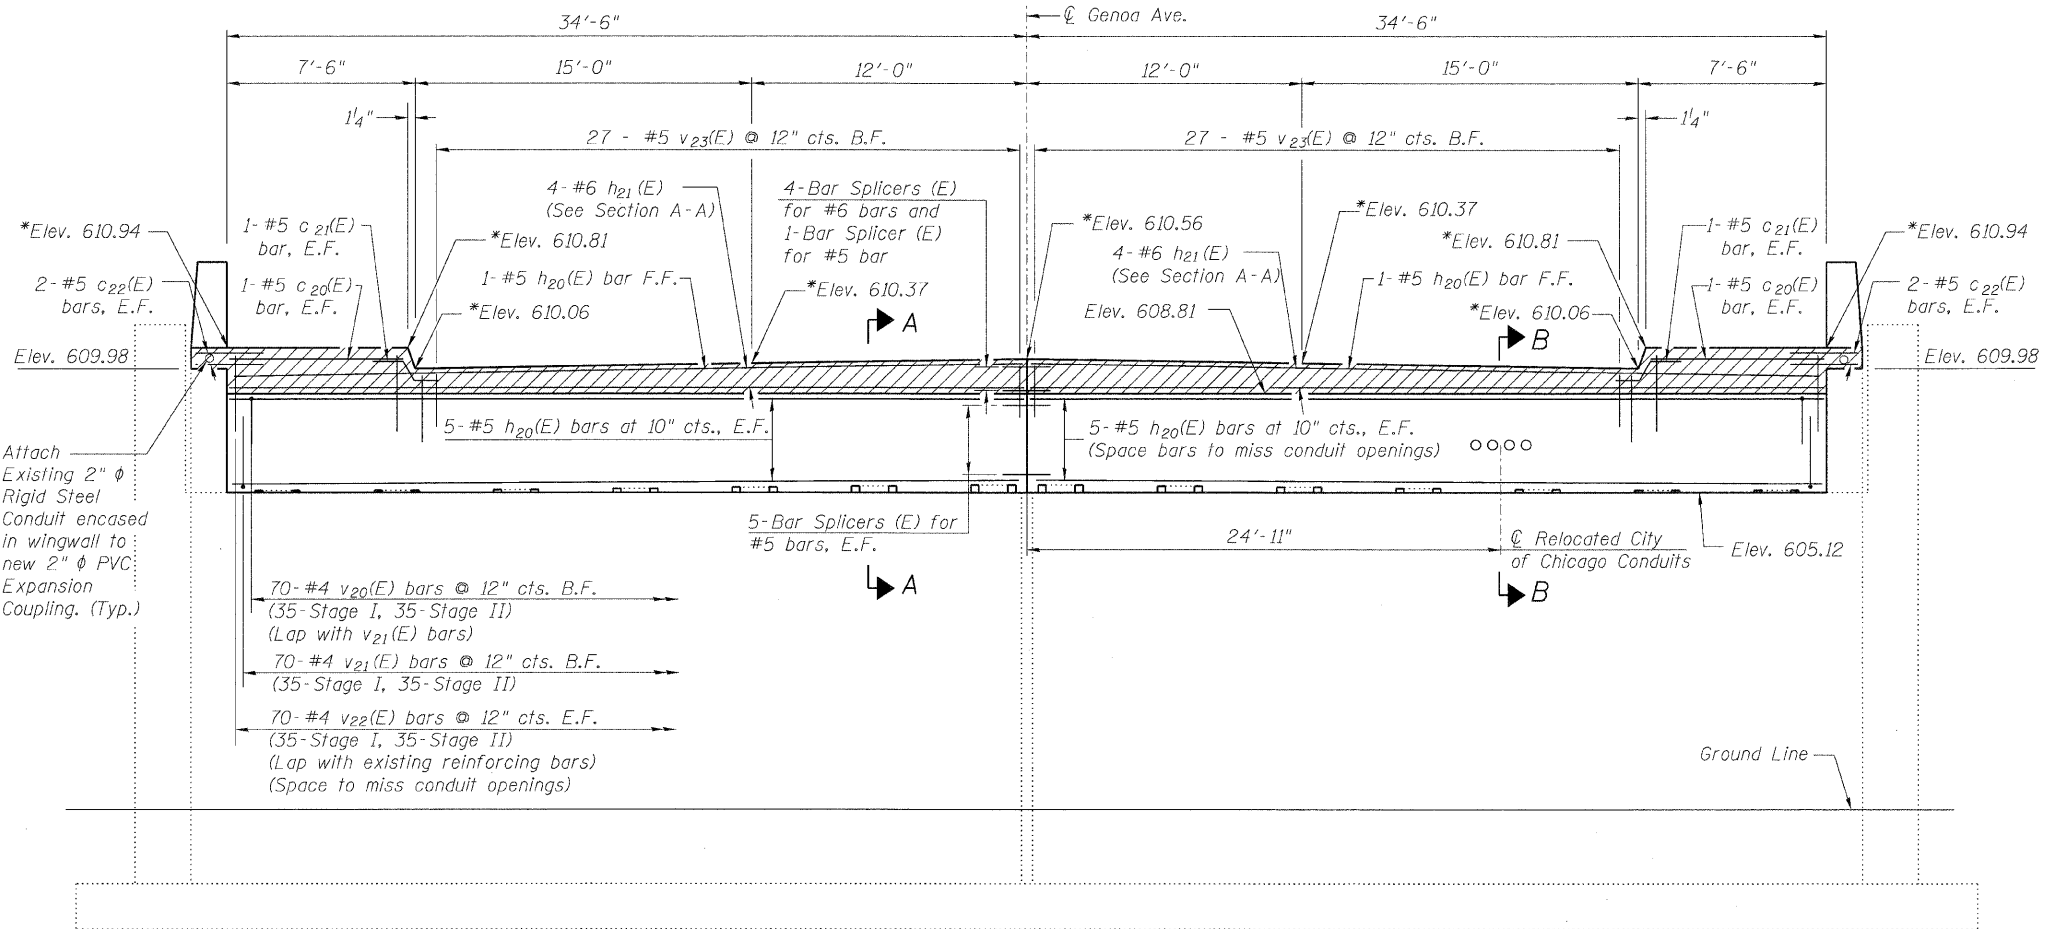 34'-6"
℄ Genoa Ave.
34'-6"
7'-6"
15'-0"
12'-0"
12'-0"
15'-0"
7'-6"
1¼"
1¼"
27 - #5 v23(E) @ 12" cts. B.F.
27 - #5 v23(E) @ 12" cts. B.F.
*Elev. 610.94
2-#5 c22(E)
bars, E.F.
Elev. 609.98
1-#5 c21(E)
bar, E.F.
1-#5 c20(E)
bar, E.F.
*Elev. 610.81
4-#6 h21(E)
(See Section A-A)
1-#5 h20(E) bar F.F.
*Elev. 610.06
4-Bar Splicers (E)
for #6 bars and
1-Bar Splicer (E)
for #5 bar
*Elev. 610.37
A
*Elev. 610.56
4-#6 h21(E)
(See Section A-A)
Elev. 608.81
*Elev. 610.37
*Elev. 610.81
1-#5 h20(E) bar F.F.
*Elev. 610.06
B
1-#5 c21(E)
bar, E.F.
1-#5 c20(E)
bar, E.F.
*Elev. 610.94
2-#5 c22(E)
bars, E.F.
Elev. 609.98
5-#5 h20(E) bars at 10" cts., E.F.
5-#5 h20(E) bars at 10" cts., E.F.
(Space bars to miss conduit openings)
Attach
Existing 2" ϕ
Rigid Steel
Conduit encased
in wingwall to
new 2" ϕ PVC
Expansion
Coupling. (Typ.)
5-Bar Splicers (E) for
#5 bars, E.F.
24'-11"
℄ Relocated City
of Chicago Conduits
Elev. 605.12
A
B
70-#4 v20(E) bars @ 12" cts. B.F.
(35-Stage I, 35-Stage II)
(Lap with v21(E) bars)
70-#4 v21(E) bars @ 12" cts. B.F.
(35-Stage I, 35-Stage II)
70-#4 v22(E) bars @ 12" cts. E.F.
(35-Stage I, 35-Stage II)
(Lap with existing reinforcing bars)
(Space to miss conduit openings)
Ground Line